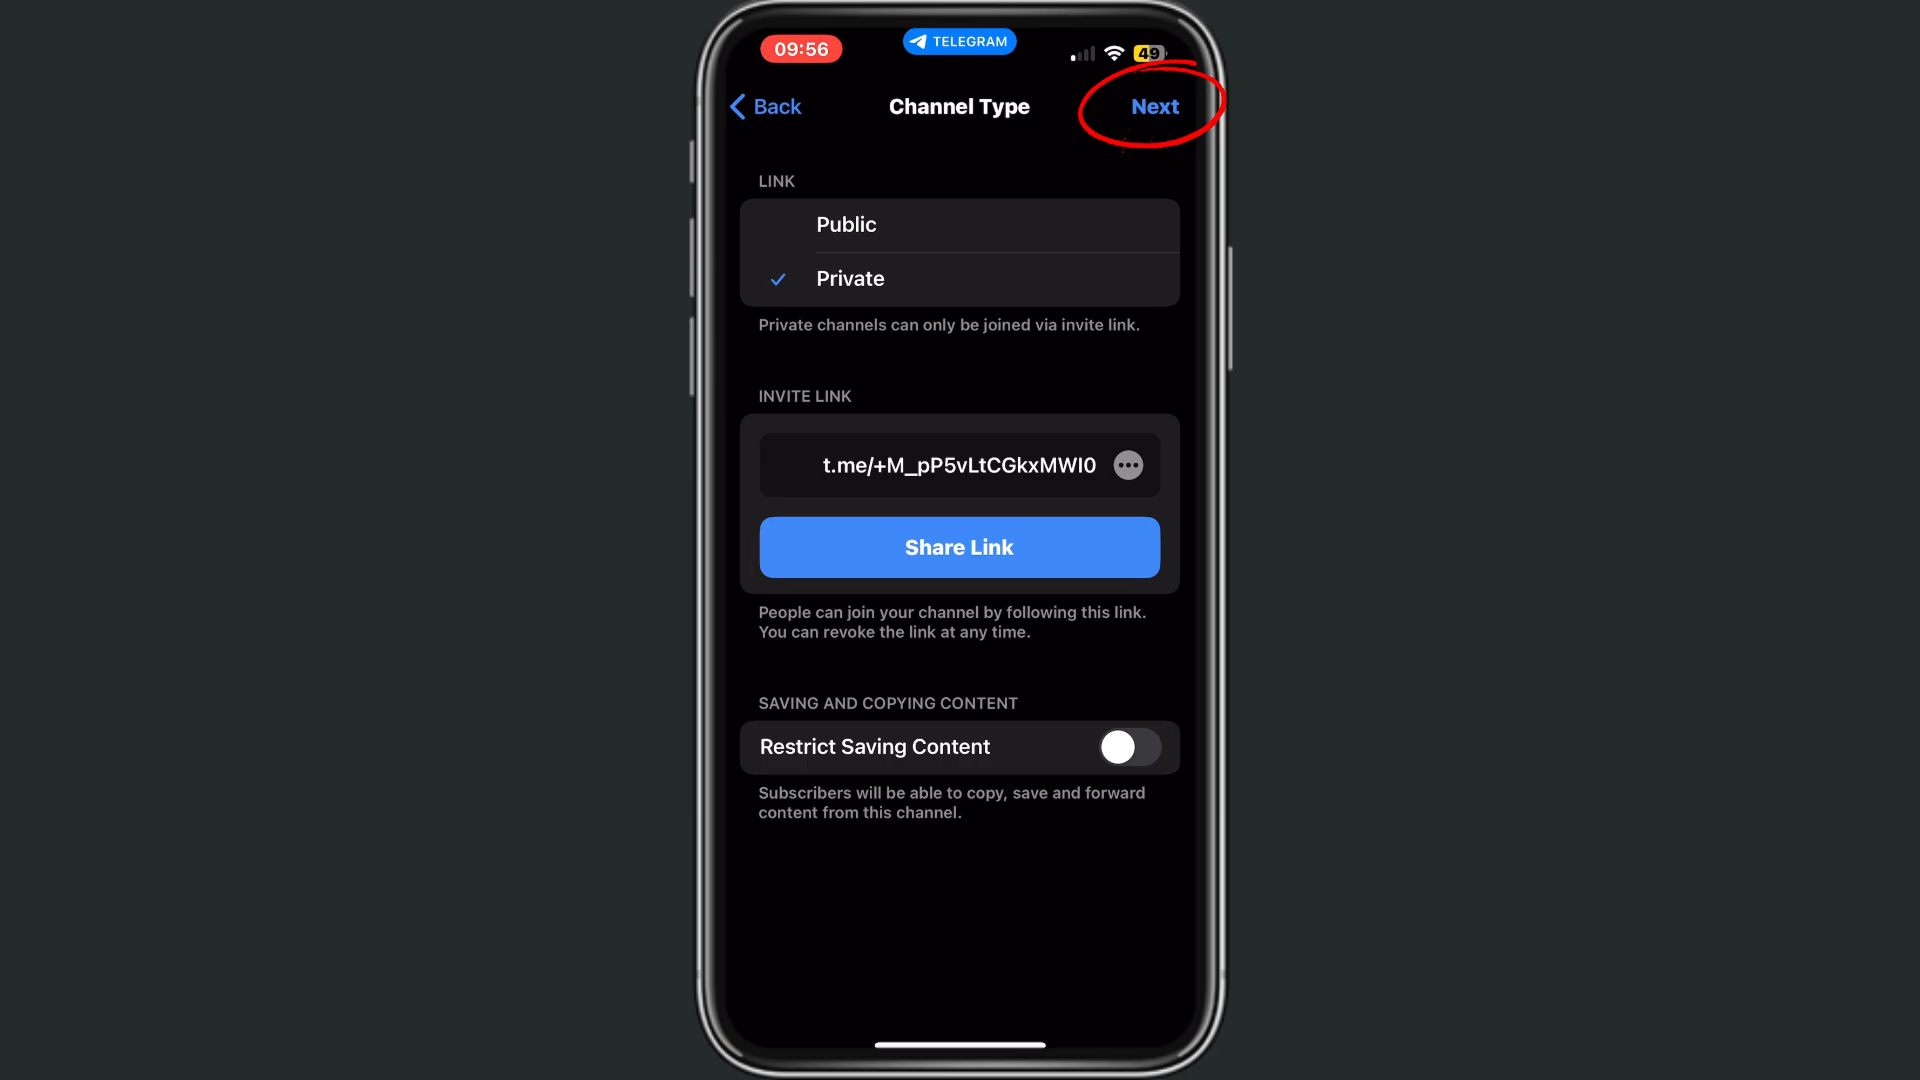 09:56
TELEGRAM
49
Back
Channel Type
Next
LINK
Public
Private
Private channels can only be joined via invite link.
INVITE LINK
t.me/+M_pP5vLtCGkxMWI0
Share Link
People can join your channel by following this link.
You can revoke the link at any time.
SAVING AND COPYING CONTENT
Restrict Saving Content
Subscribers will be able to copy, save and forward
content from this channel.